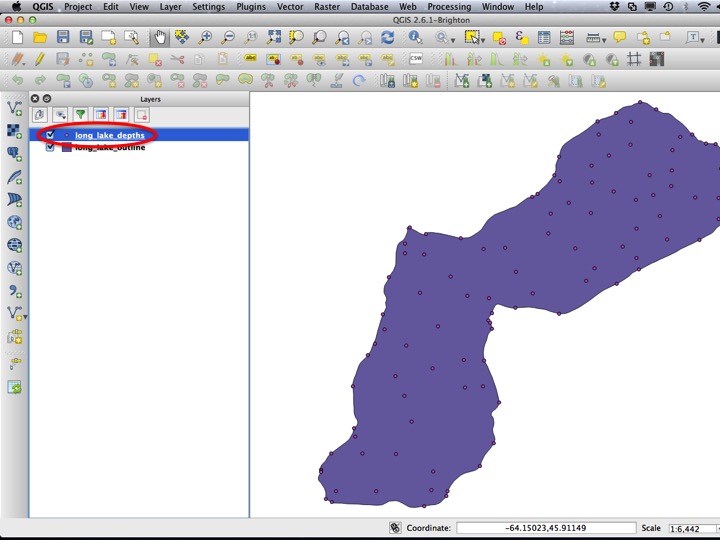 QGIS Project Edit View Layer Settings Plugins Vector Raster Database Web Processing Window Help
QGIS 2.6.1-Brighton
CSW
Layers
long_lake_depths
long_lake_outline
Coordinate: -64.15023,45.91149 Scale 1:6,442